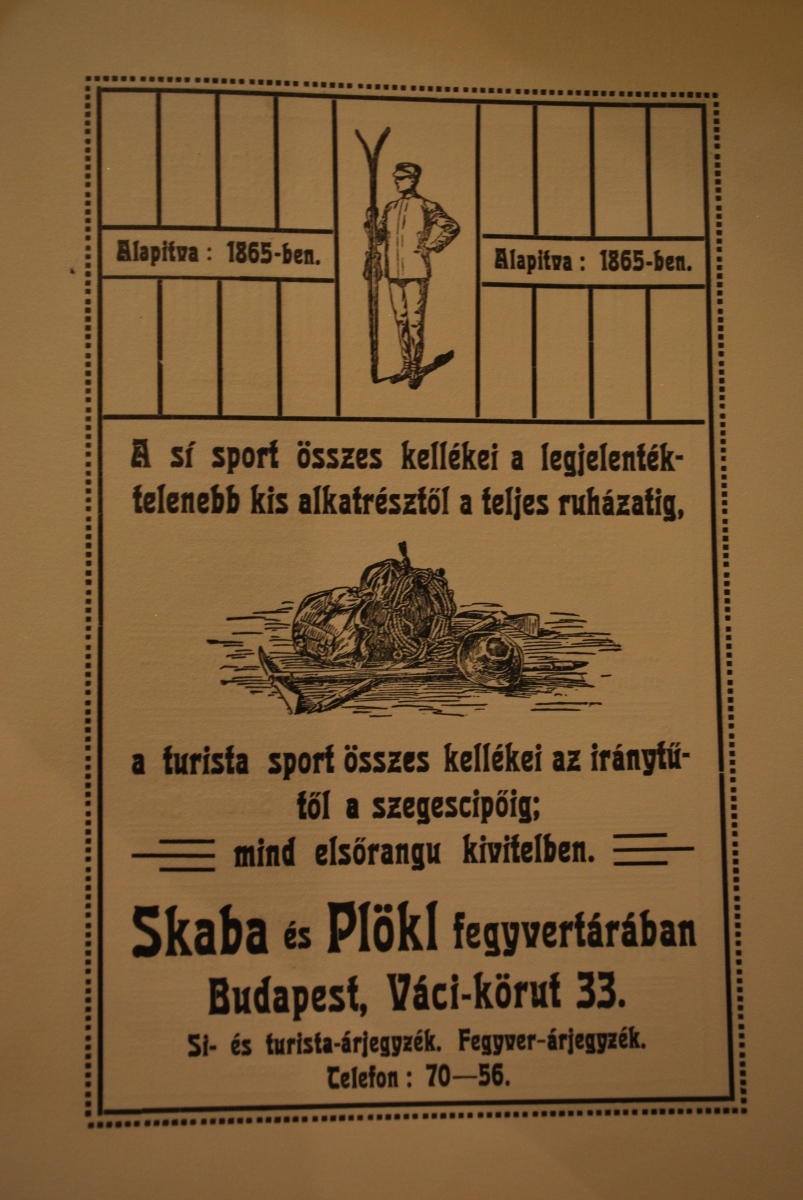 Alapitva: 1865-ben.
Alapitva: 1865-ben.
A sí sport összes kellékei a legjelenték-
telenebb kis alkatrésztől a teljes ruházatig,
a turista sport összes kellékei az iránytű-
től a szegescipőig;
mind elsőrangu kivitelben.
Skaba és Plökl fegyvertárában
Budapest, Váci-körut 33.
Si- és turista-árjegyzék. Fegyver-árjegyzék.
Telefon: 70—56.